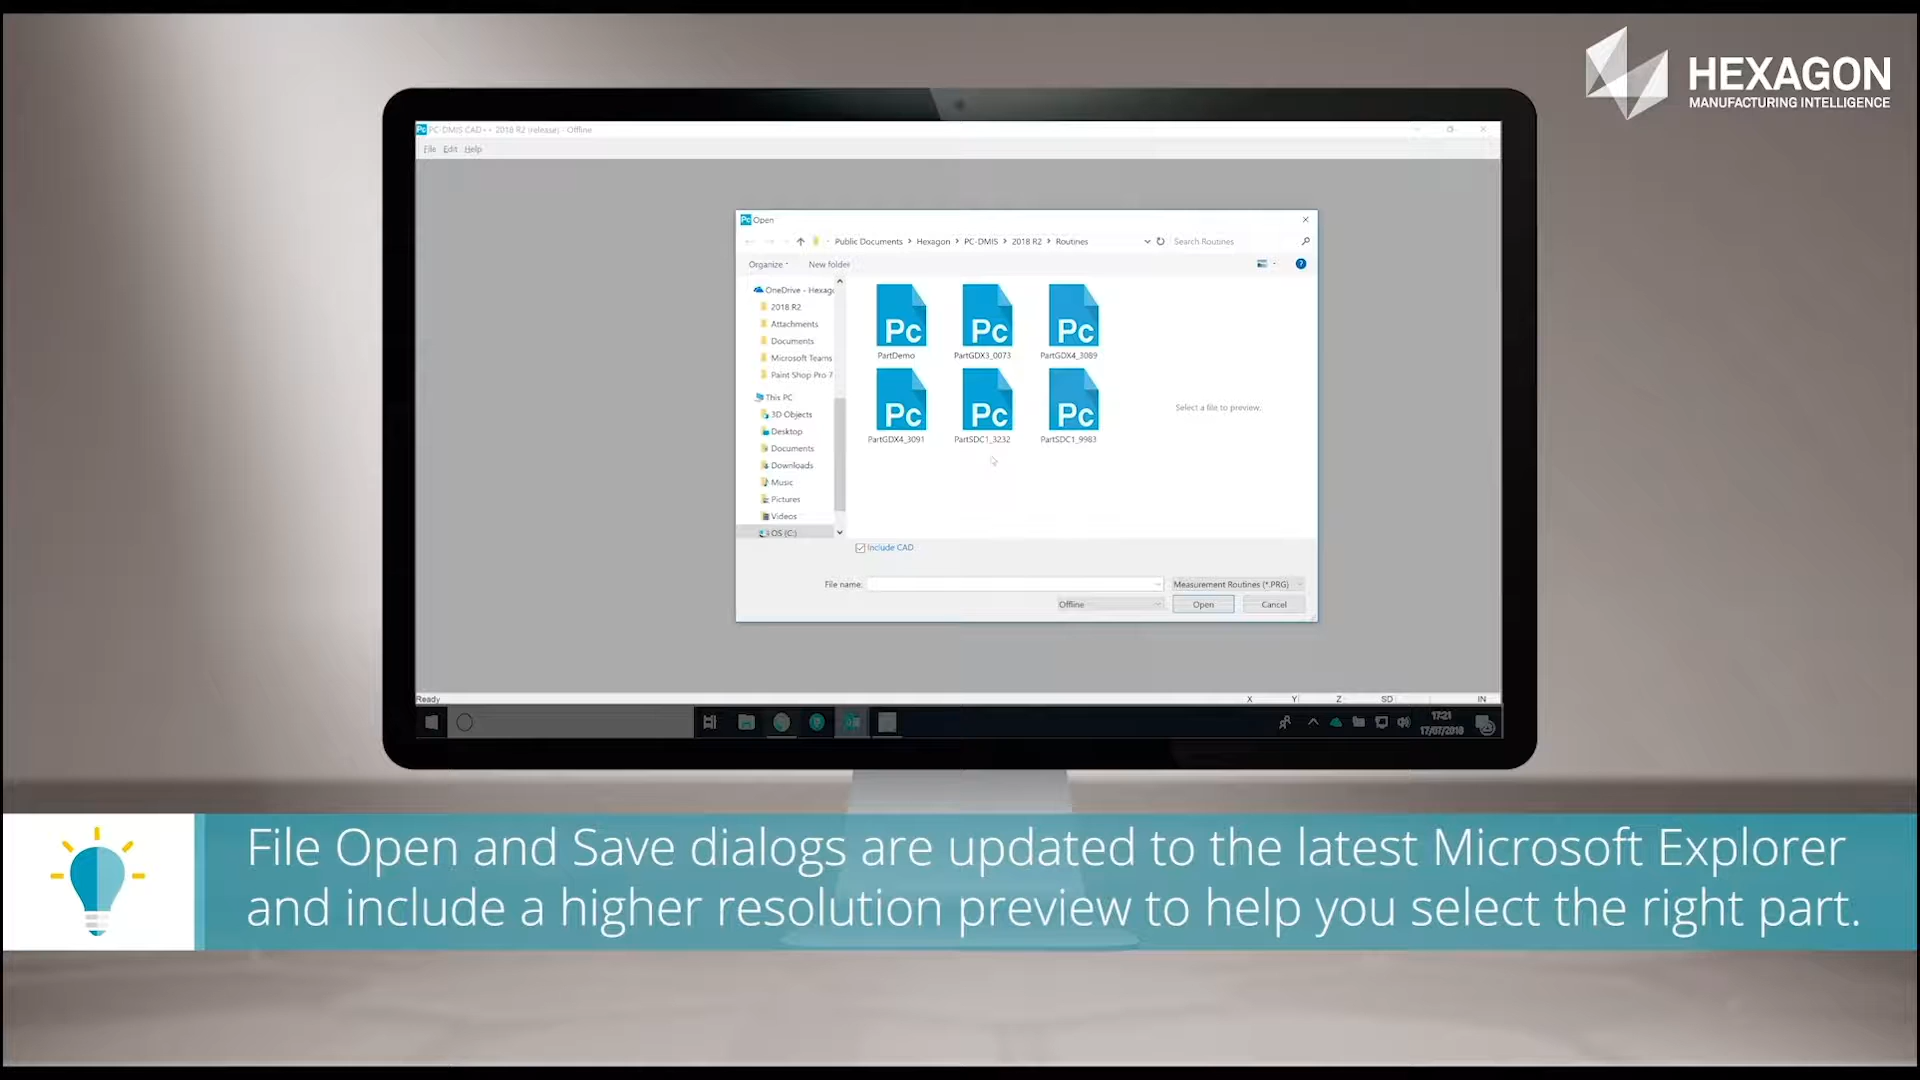 HEXAGON
MANUFACTURING INTELLIGENCE
Pc PC-DMIS CAD++ 2018 R2 (release) - Offline
File Edit Help
Pc Open
Public Documents > Hexagon > PC-DMIS > 2018 R2 > Routines
Search Routines
Organize
New folder
?
OneDrive - Hexago
2018 R2
Attachments
Documents
Microsoft Teams
Paint Shop Pro 7
This PC
3D Objects
Desktop
Documents
Downloads
Music
Pictures
Videos
OS (C:)
Pc Pc Pc
PartDemo PartGDX3_0073 PartGDX4_3089
Pc Pc Pc
PartGDX4_3091 PartSDC1_3232 PartSDC1_9983
Select a file to preview.
Include CAD
File name:
Measurement Routines (*.PRG)
Offline
Open
Cancel
Ready
X Y Z SD IN
17:21
17/07/2018
File Open and Save dialogs are updated to the latest Microsoft Explorer
and include a higher resolution preview to help you select the right part.